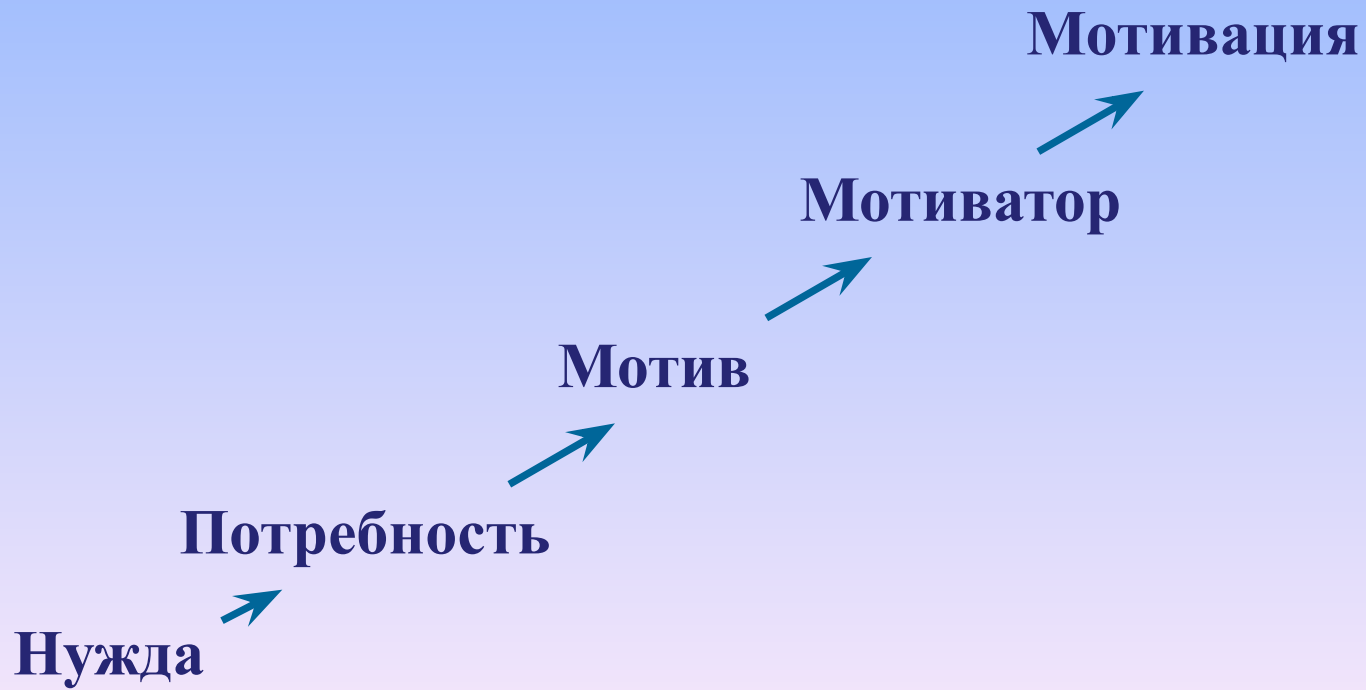 Мотивация
Мотиватор
Мотив
Потребность
Нужда